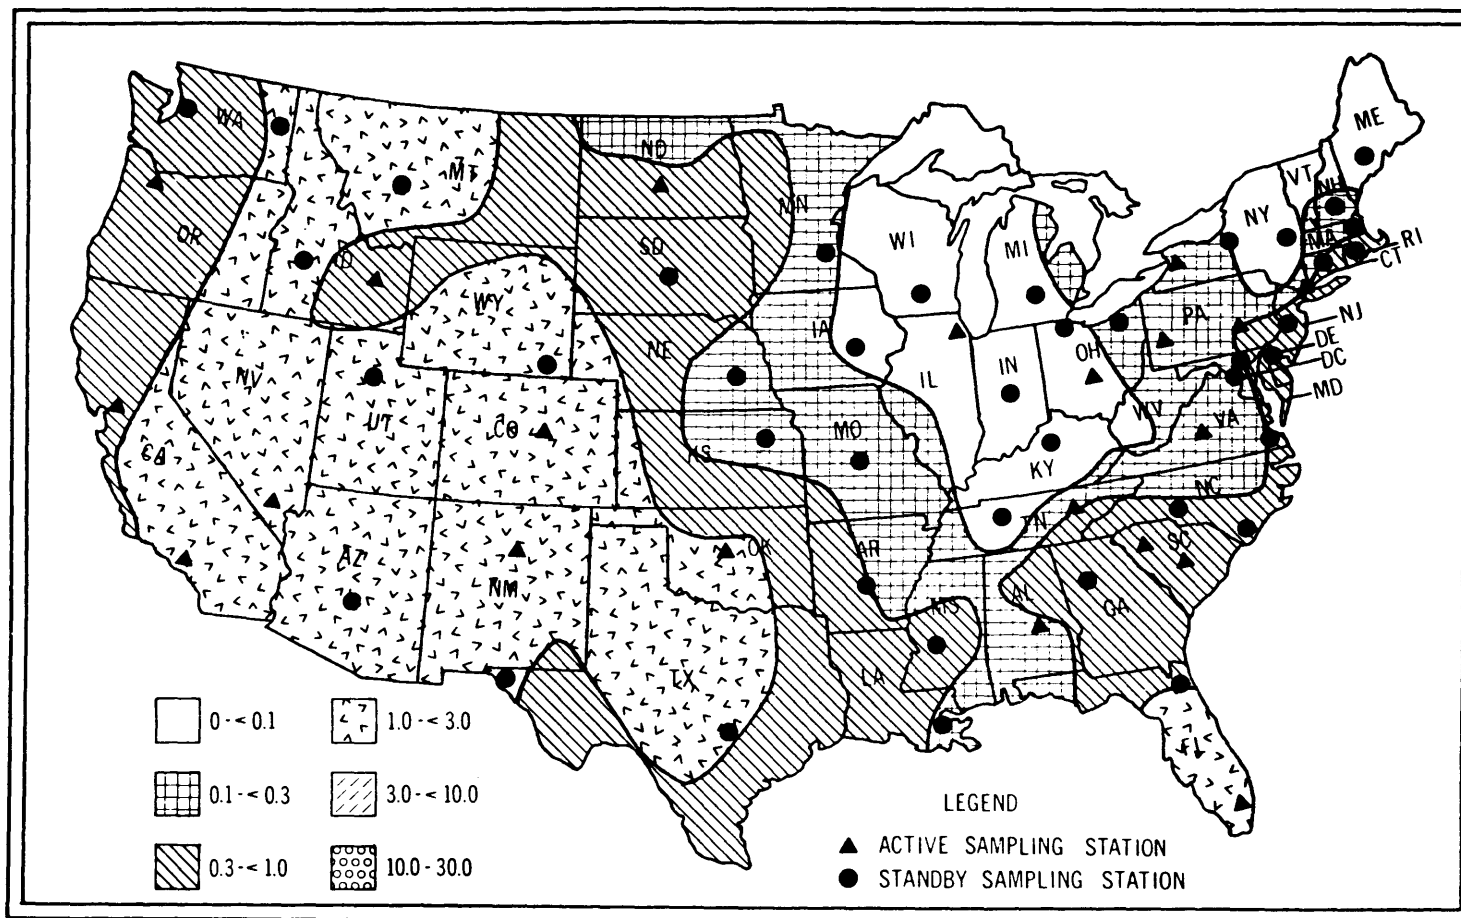 ME
WA
VT
NH
ND
MT
MN
NY
OR
WI
MI
MA
RI
SD
CT
D
WY
NJ
PA
IA
NE
OH
DE
DC
NV
IN
IL
MD
UT
CO
WV
VA
MO
CA
KS
KY
NC
TN
SC
AZ
OK
AR
NM
AL
MS
GA
TX
LA
FL
0 - < 0.1
1.0 - < 3.0
0.1 - < 0.3
3.0 - < 10.0
0.3 - < 1.0
10.0 - 30.0
LEGEND
ACTIVE SAMPLING STATION
STANDBY SAMPLING STATION